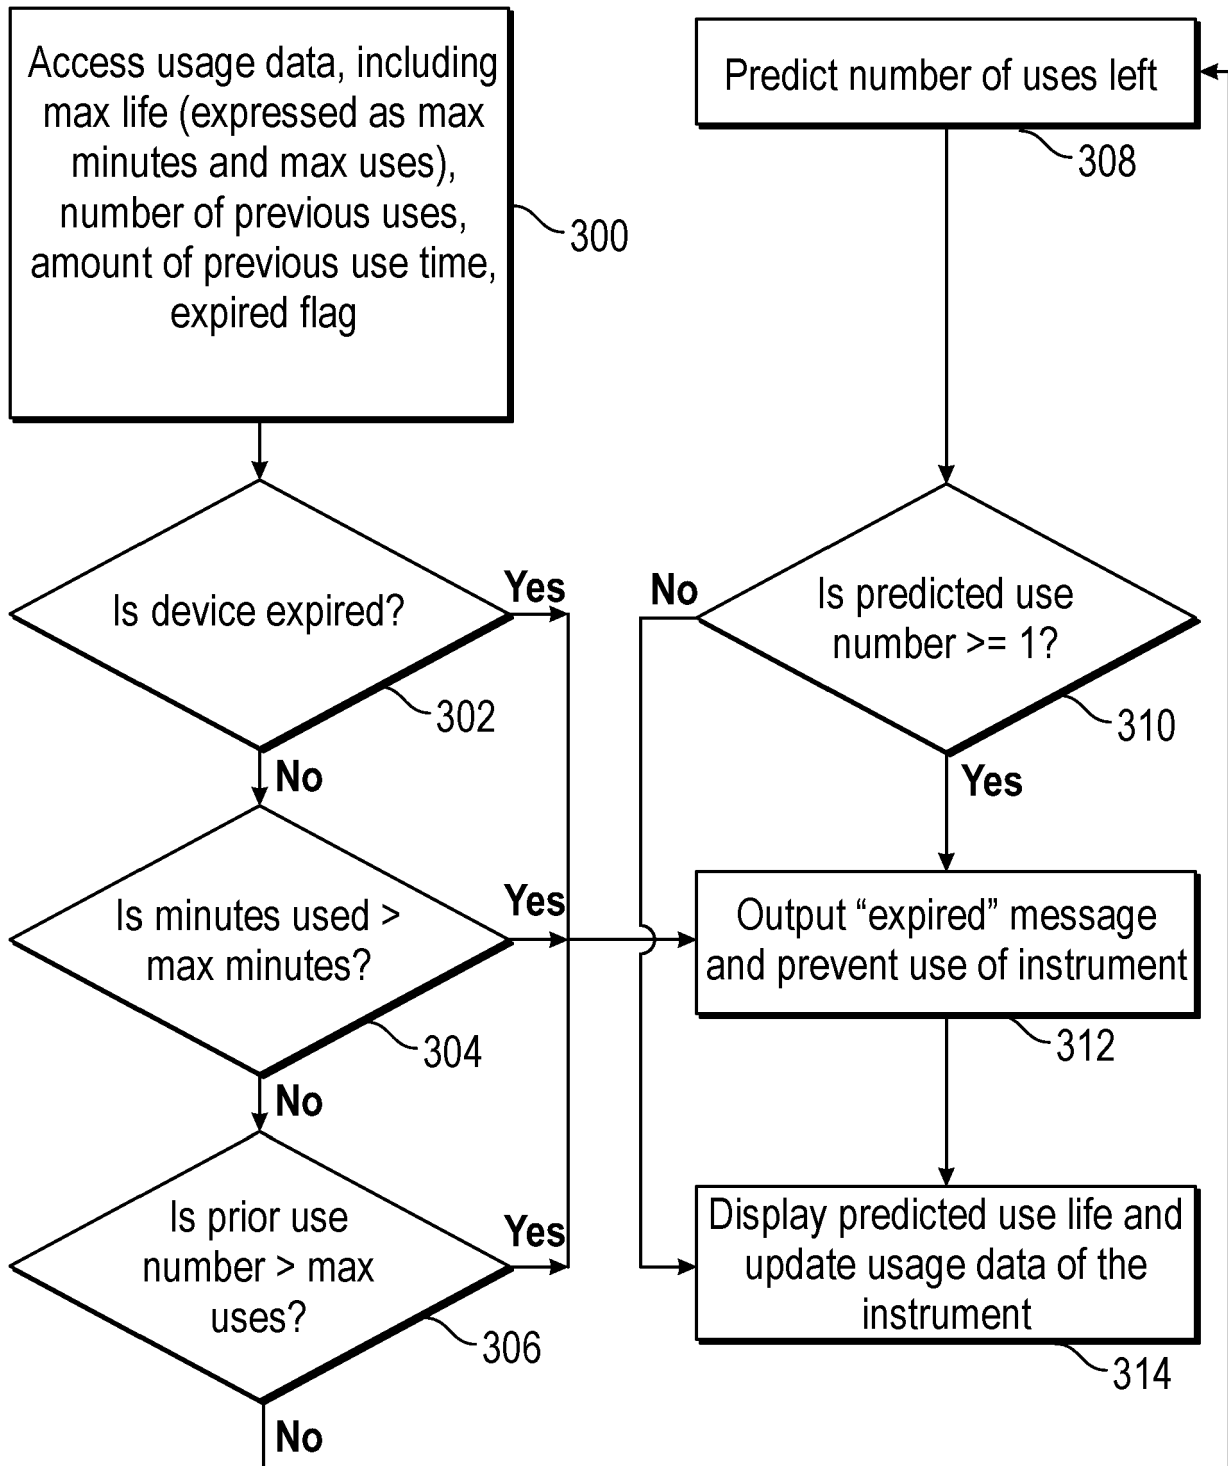 Access usage data, including
max life (expressed as max
minutes and max uses),
number of previous uses,
amount of previous use time,
expired flag
300
Is device expired?
Yes
302
No
Is minutes used >
max minutes?
Yes
304
No
Is prior use
number > max
uses?
Yes
306
No
Predict number of uses left
308
Is predicted use
number >= 1?
No
310
Yes
Output “expired” message
and prevent use of instrument
312
Display predicted use life and
update usage data of the
instrument
314